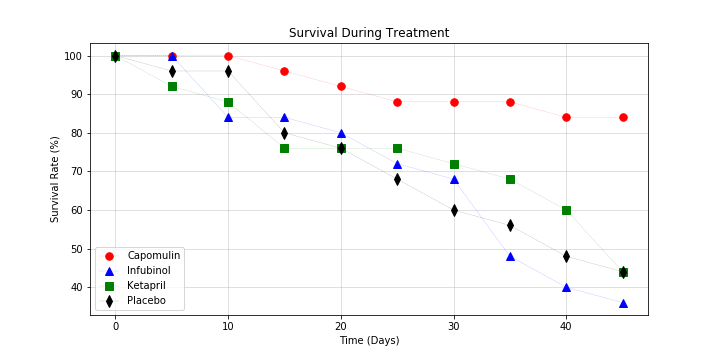 Survival During Treatment
Survival Rate (%)
100
90
80
70
60
50
40
Capomulin
Infubinol
Ketapril
Placebo
0
10
20
30
40
Time (Days)